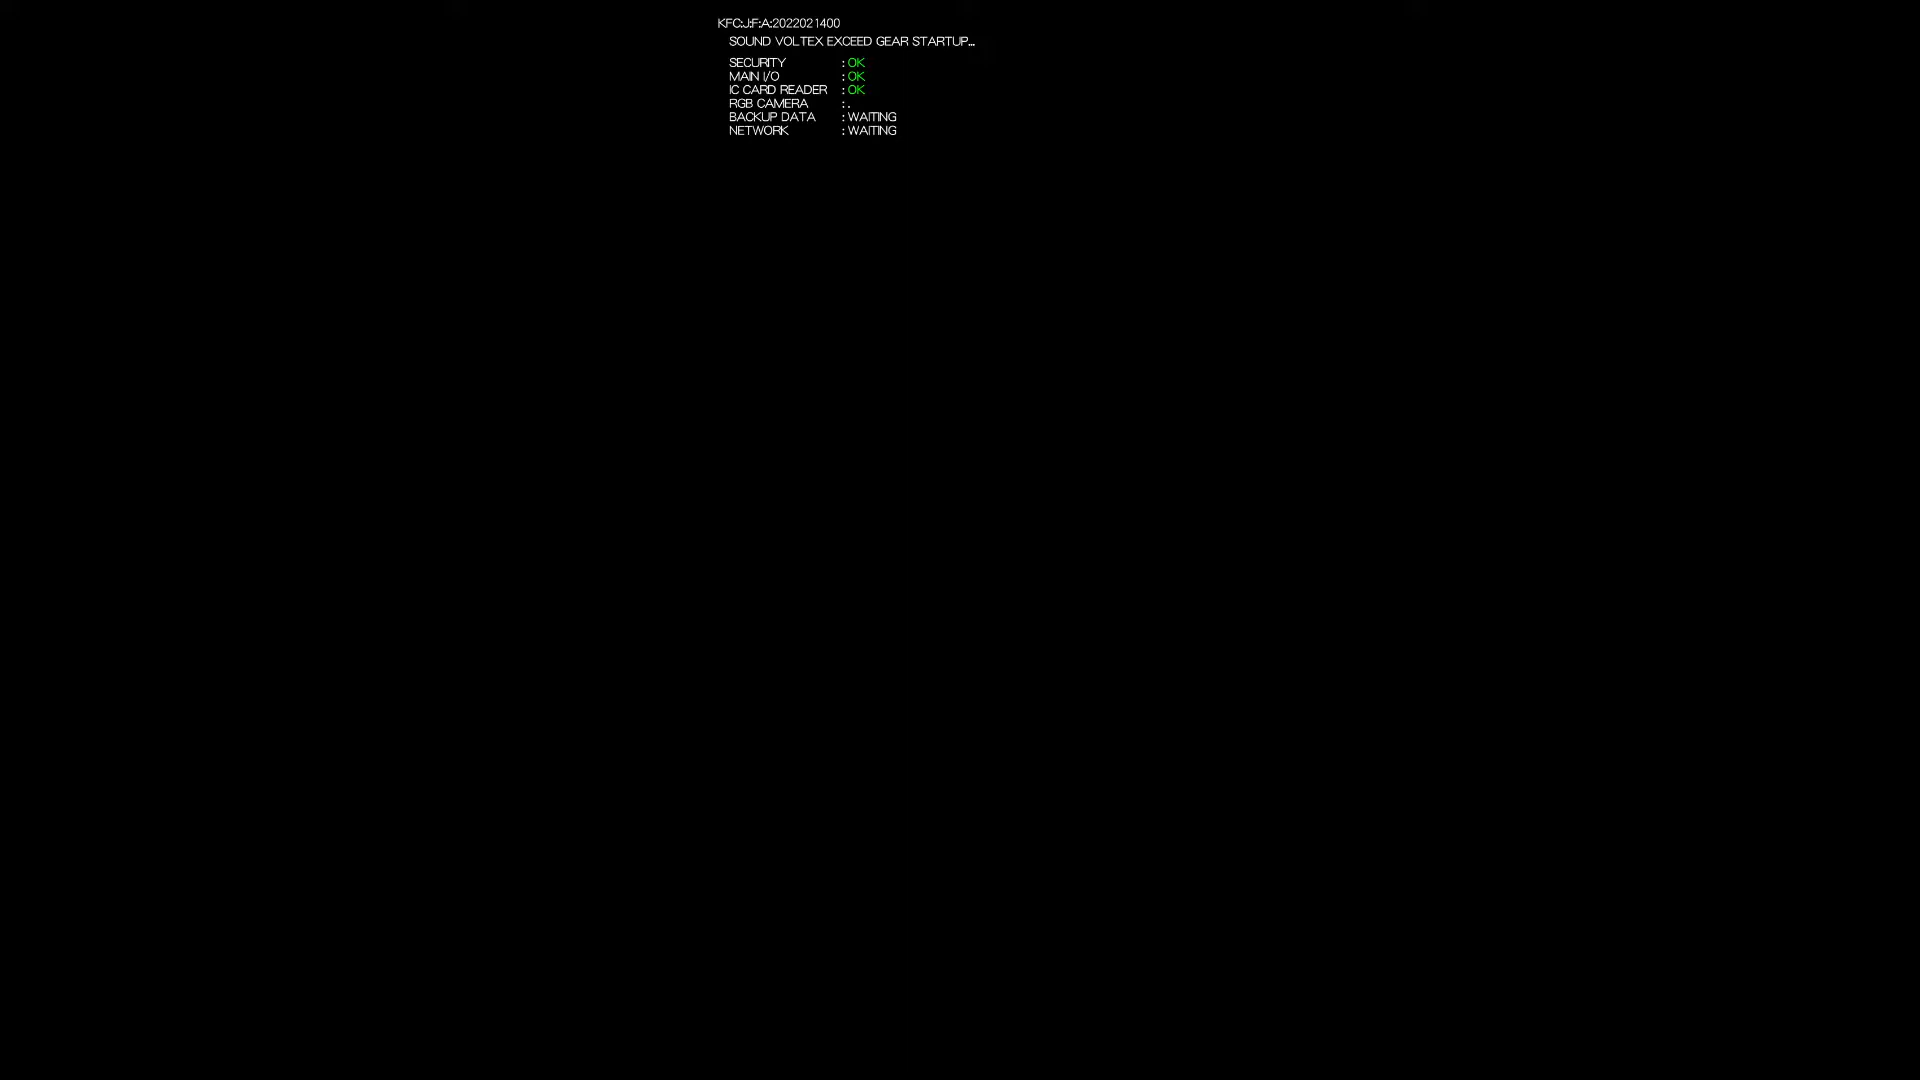 KFC:J:F:A:2022021400
SOUND VOLTEX EXCEED GEAR STARTUP...
SECURITY : OK
MAIN I/O : OK
IC CARD READER : OK
RGB CAMERA : .
BACKUP DATA : WAITING
NETWORK : WAITING